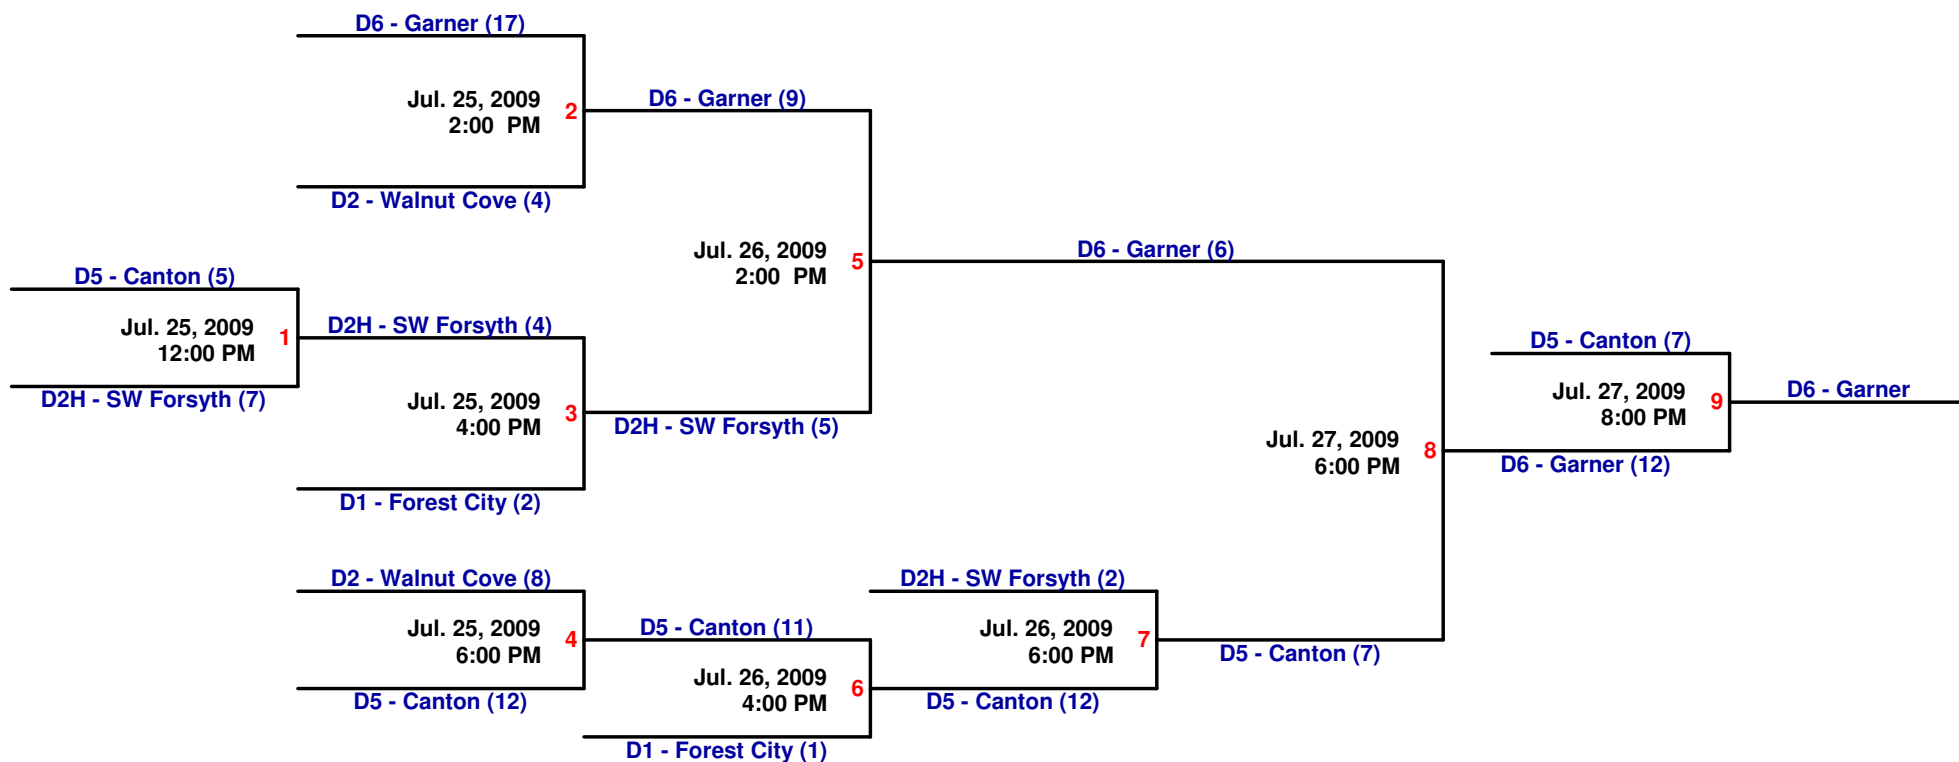 D6 - Garner (17)
Jul. 25, 2009
2:00 PM
2
D2 - Walnut Cove (4)
D6 - Garner (9)
Jul. 26, 2009
2:00 PM
5
D5 - Canton (5)
Jul. 25, 2009
12:00 PM
1
D2H - SW Forsyth (7)
D2H - SW Forsyth (4)
Jul. 25, 2009
4:00 PM
3
D1 - Forest City (2)
D2H - SW Forsyth (5)
D6 - Garner (6)
Jul. 27, 2009
6:00 PM
8
D5 - Canton (7)
Jul. 27, 2009
8:00 PM
9
D6 - Garner (12)
D6 - Garner
D2 - Walnut Cove (8)
Jul. 25, 2009
6:00 PM
4
D5 - Canton (12)
D5 - Canton (11)
Jul. 26, 2009
4:00 PM
6
D1 - Forest City (1)
D2H - SW Forsyth (2)
Jul. 26, 2009
6:00 PM
7
D5 - Canton (12)
D5 - Canton (7)